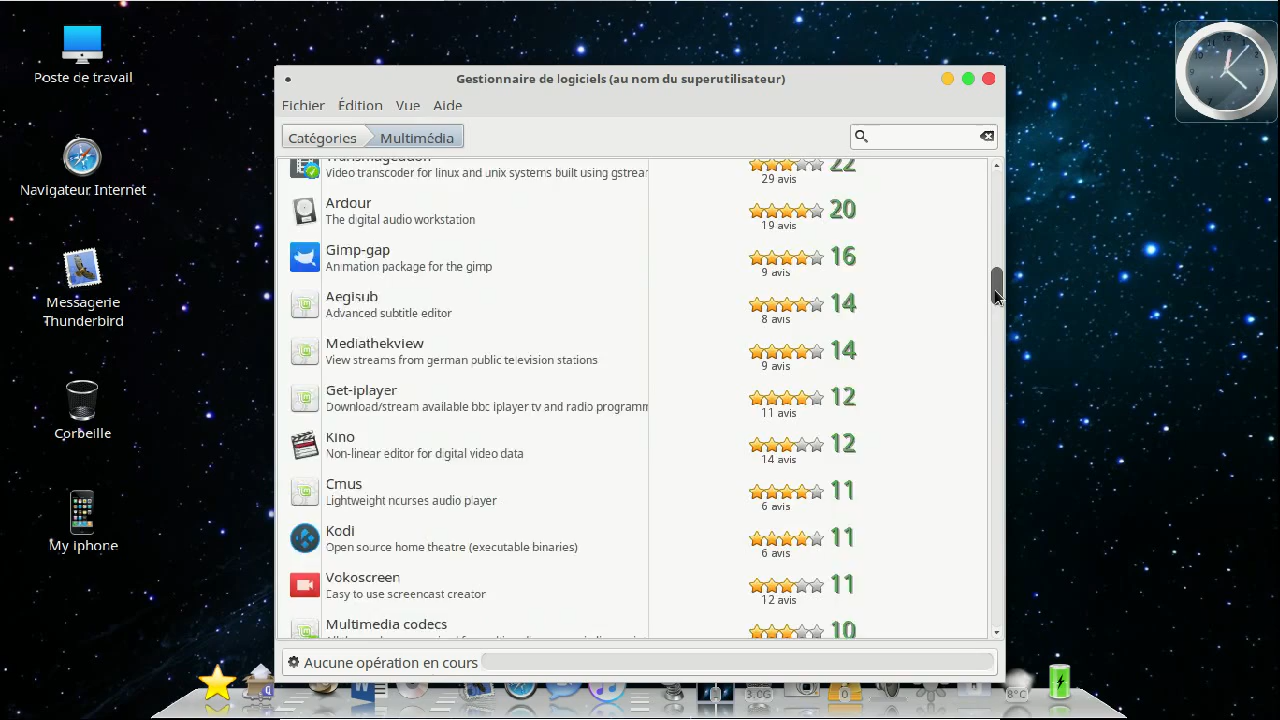 Poste de travail
Navigateur Internet
Messagerie
Thunderbird
Corbeille
My iphone
Gestionnaire de logiciels (au nom du superutilisateur)
Fichier Édition Vue Aide
Catégories Multimédia
Transmageddon 22
Video transcoder for linux and unix systems built using gstrear
29 avis
Ardour 20
The digital audio workstation
19 avis
Gimp-gap 16
Animation package for the gimp
9 avis
Aegisub 14
Advanced subtitle editor
8 avis
Mediathekview 14
View streams from german public television stations
9 avis
Get-iplayer 12
Download/stream available bbc iplayer tv and radio programm
11 avis
Kino 12
Non-linear editor for digital video data
14 avis
Cmus 11
Lightweight ncurses audio player
6 avis
Kodi 11
Open source home theatre (executable binaries)
6 avis
Vokoscreen 11
Easy to use screencast creator
12 avis
Multimedia codecs 10
Aucune opération en cours
3.0G 0 8°C